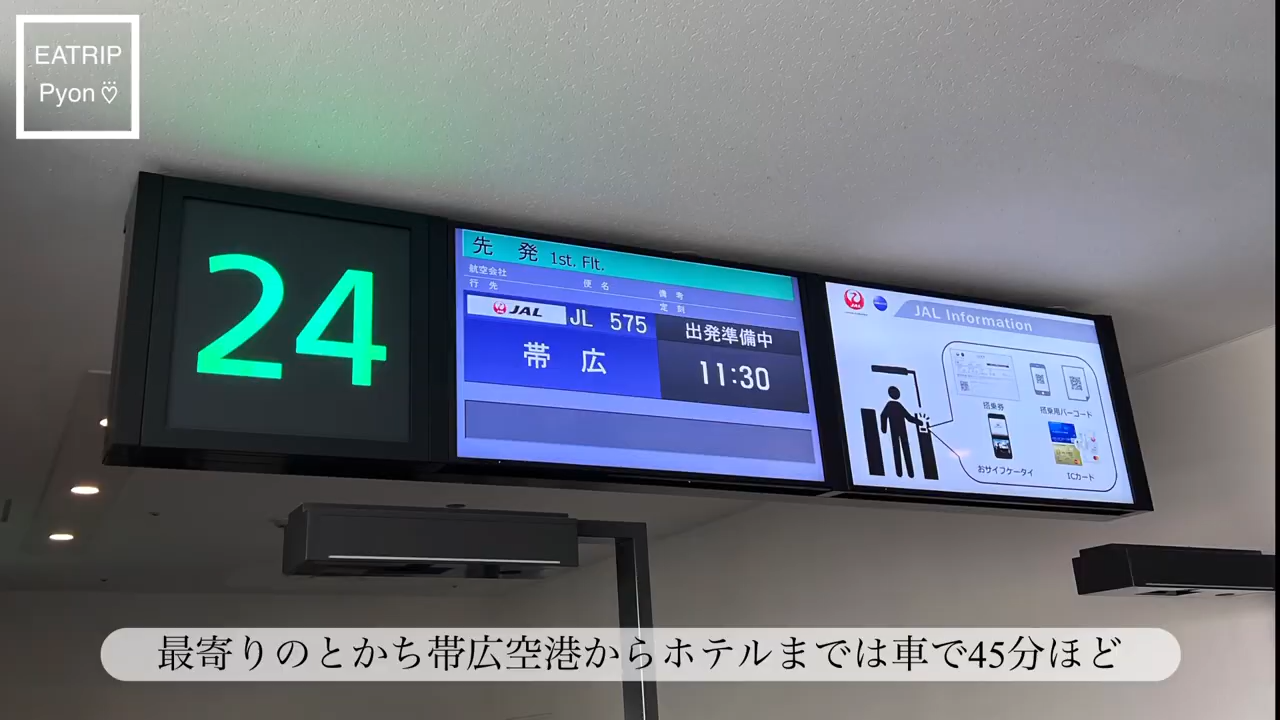 EATRIP
Pyon♡
24
先 発 1st. Flt.
航空会社
行 先 便 名 備 考
定 刻
JAL JL 575 出発準備中
帯 広 11:30
JAL
JAL Information
搭乗券
搭乗用バーコード
おサイフケータイ
ICカード
最寄りのとかち帯広空港からホテルまでは車で45分ほど